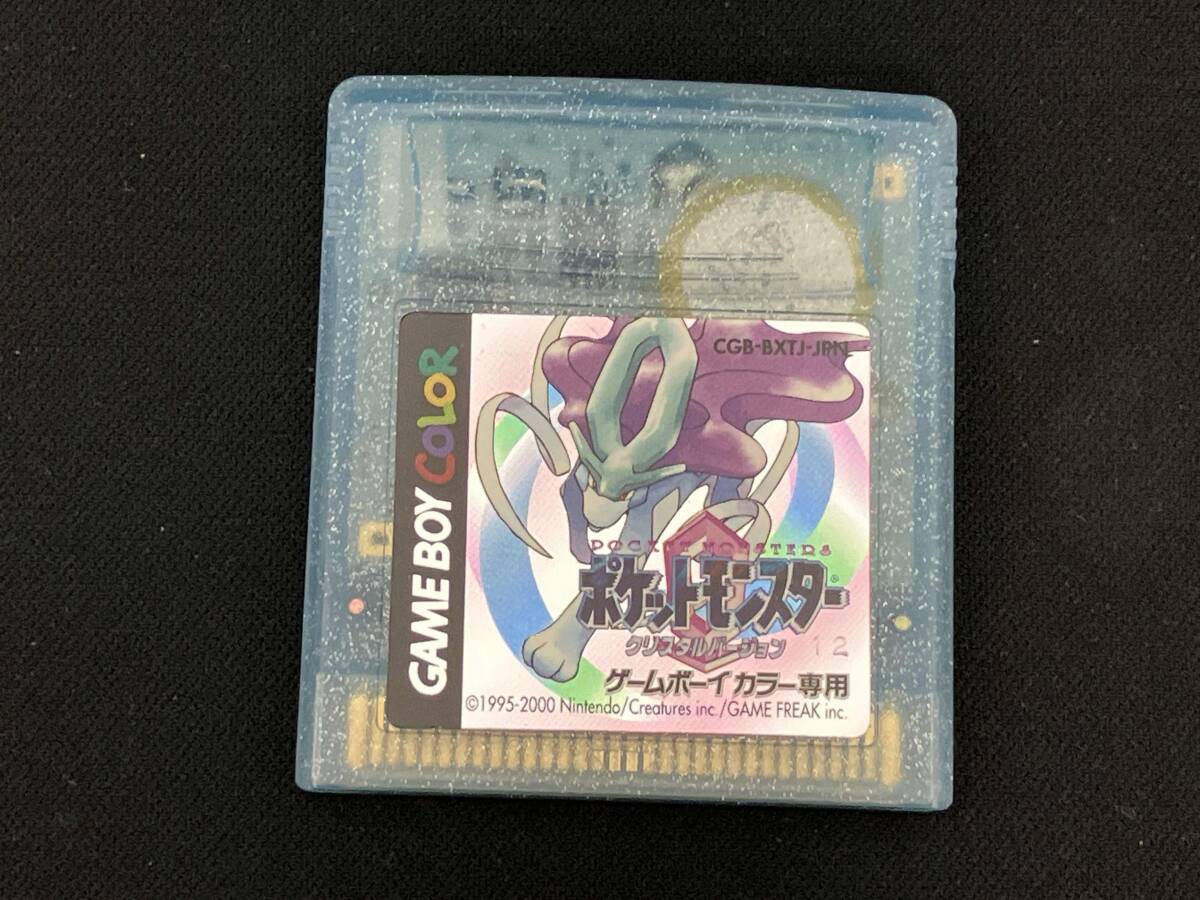 GAME BOY COLOR
CGB-BXTJ-JPN
POCKET MONSTERS
ポケットモンスター®
クリスタルバージョン 12
ゲームボーイカラー専用
©1995-2000 Nintendo/Creatures inc./GAME FREAK inc.